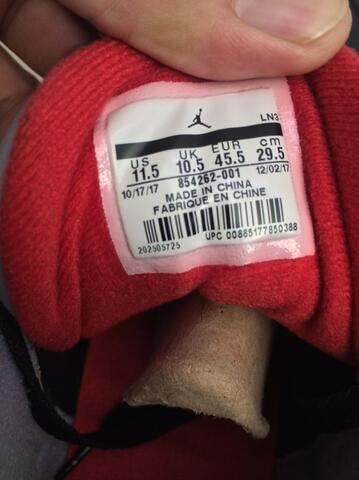 LN3
US UK EUR cm
11.5 10.5 45.5 29.5
10/17/17 854262-001 12/02/17
MADE IN CHINA
FABRIQUE EN CHINE
UPC 00885177850388
202505725